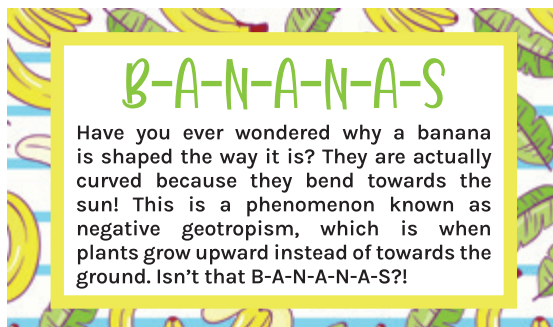 B-A-N-A-N-A-S
Have you ever wondered why a banana
is shaped the way it is? They are actually
curved because they bend towards the
sun! This is a phenomenon known as
negative geotropism, which is when
plants grow upward instead of towards the
ground. Isn't that B-A-N-A-N-A-S?!